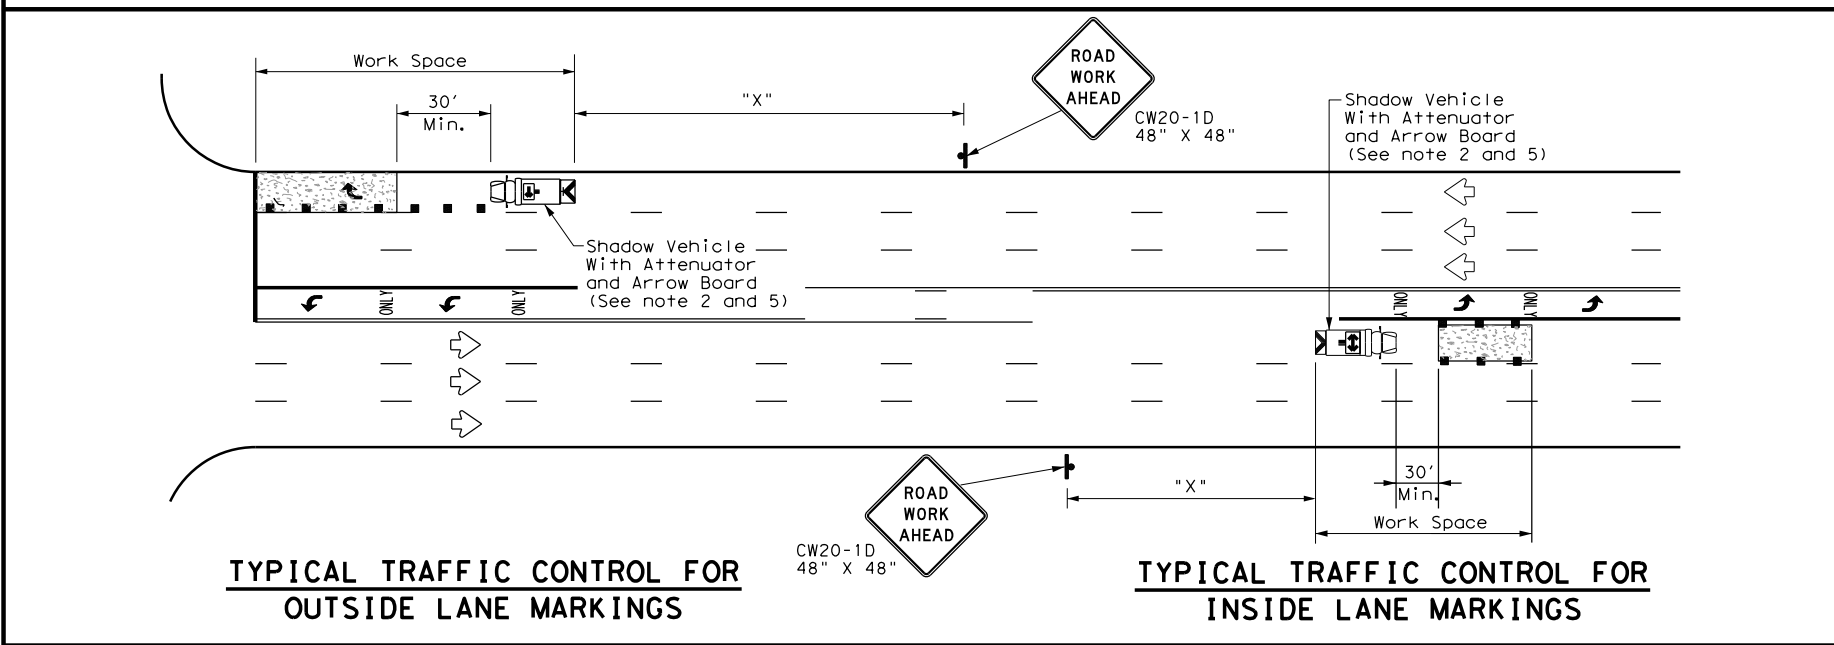 Work Space
30'
Min.
"X"
ROAD
WORK
AHEAD
CW20-1D
48" X 48"
Shadow Vehicle
With Attenuator
and Arrow Board
(See note 2 and 5)
Shadow Vehicle
With Attenuator
and Arrow Board
(See note 2 and 5)
ONLY
ONLY
ONLY
ONLY
ROAD
WORK
AHEAD
CW20-1D
48" X 48"
"X"
30'
Min.
Work Space
TYPICAL TRAFFIC CONTROL FOR
OUTSIDE LANE MARKINGS
TYPICAL TRAFFIC CONTROL FOR
INSIDE LANE MARKINGS